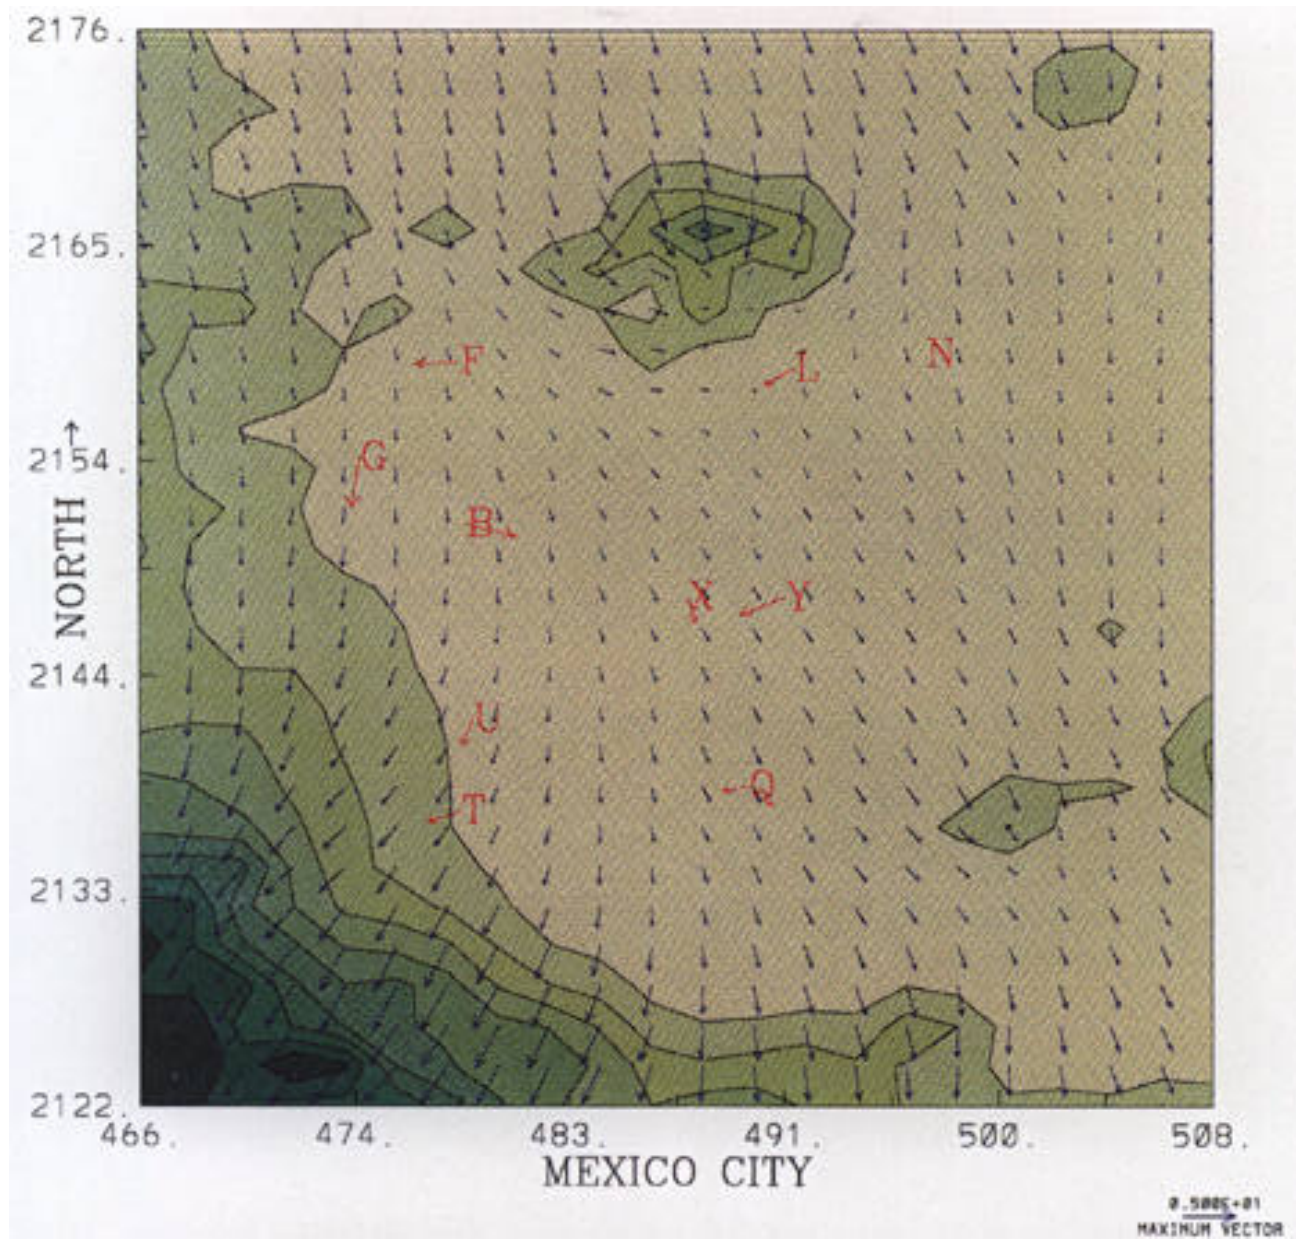 2176.
2165.
F
L
N
NORTH →
2154.
G
B
X
Y
2144.
U
Q
T
2133.
2122.
466. 474. 483. 491. 500. 508.
MEXICO CITY
0.500E+01
MAXIMUM VECTOR